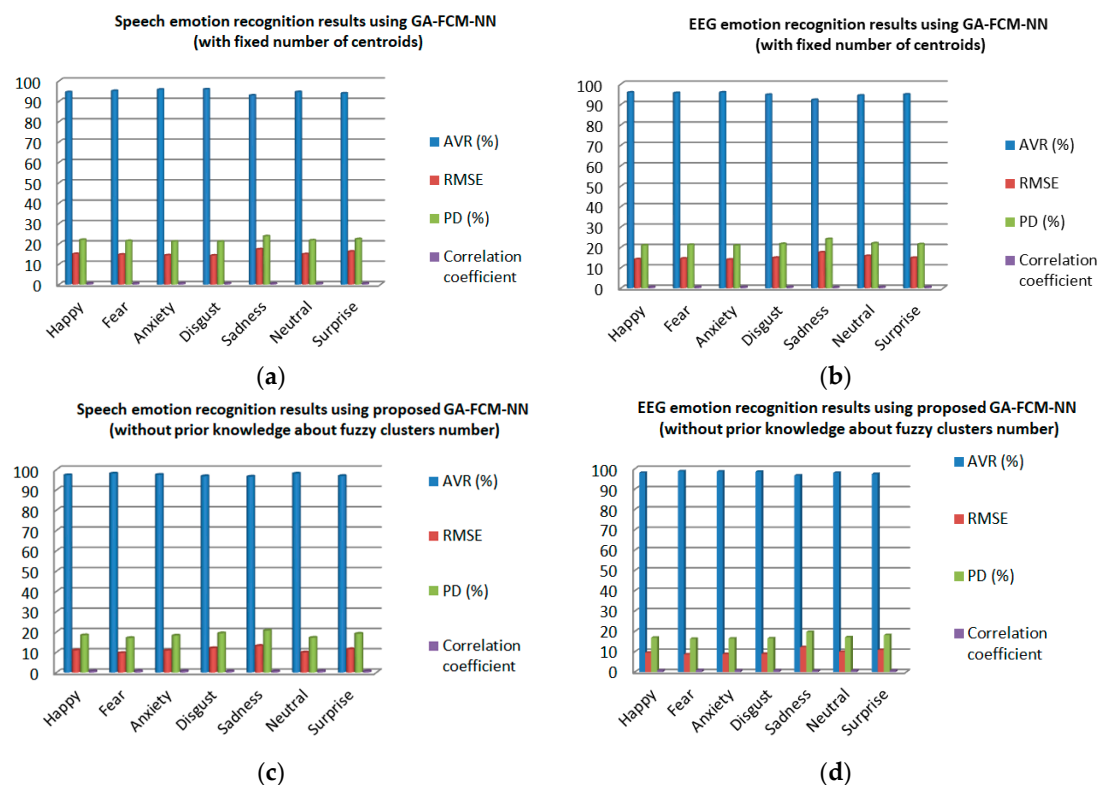 Speech emotion recognition results using GA-FCM-NN
(with fixed number of centroids)
100
90
80
70
60
50
40
30
20
10
0
Happy
Fear
Anxiety
Disgust
Sadness
Neutral
Surprise
AVR (%)
RMSE
PD (%)
Correlation
coefficient
(a)
EEG emotion recognition results using GA-FCM-NN
(with fixed number of centroids)
100
90
80
70
60
50
40
30
20
10
0
Happy
Fear
Anxiety
Disgust
Sadness
Neutral
Surprise
AVR (%)
RMSE
PD (%)
Correlation
coefficient
(b)
Speech emotion recognition results using proposed GA-FCM-NN
(without prior knowledge about fuzzy clusters number)
100
90
80
70
60
50
40
30
20
10
0
Happy
Fear
Anxiety
Disgust
Sadness
Neutral
Surprise
AVR (%)
RMSE
PD (%)
Correlation
coefficient
(c)
EEG emotion recognition results using proposed GA-FCM-NN
(without prior knowledge about fuzzy clusters number)
100
90
80
70
60
50
40
30
20
10
0
Happy
Fear
Anxiety
Disgust
Sadness
Neutral
Surprise
AVR (%)
RMSE
PD (%)
Correlation
coefficient
(d)